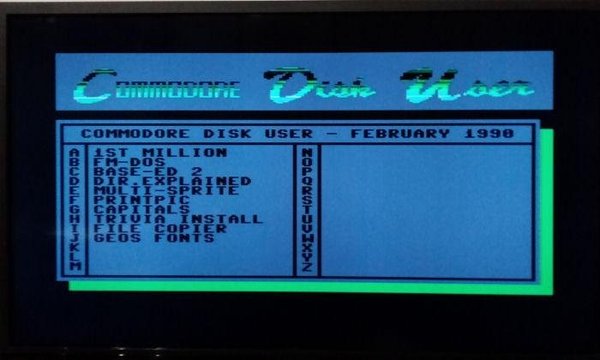 Commodore Disk User
COMMODORE DISK USER - FEBRUARY 1990
A 1ST MILLION
B FM-DOS
C BASE-ED 2
D DIR.EXPLAINED
E MULTI-SPRITE
F PRINTPIC
G CAPITALS
H TRIVIA INSTALL
I FILE COPIER
J GEOS FONTS
K
L
M
N
O
P
Q
R
S
T
U
V
W
X
Y
Z